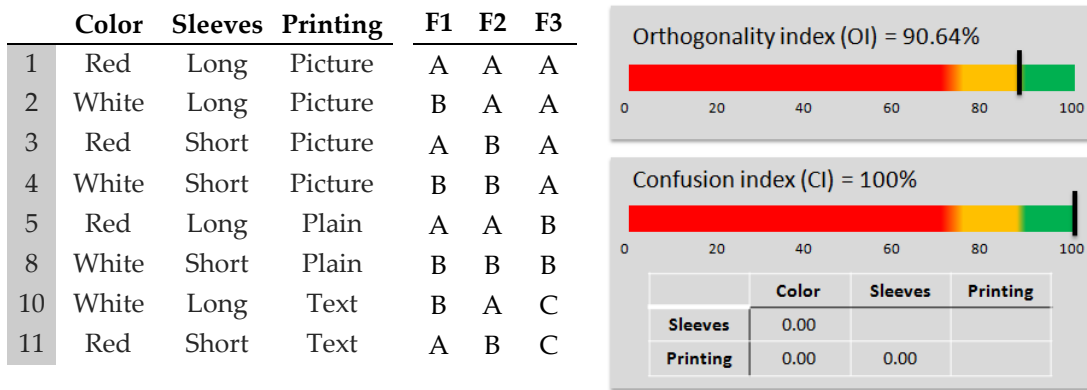 Color Sleeves Printing F1 F2 F3
1 Red Long Picture A A A
2 White Long Picture B A A
3 Red Short Picture A B A
4 White Short Picture B B A
5 Red Long Plain A A B
8 White Short Plain B B B
10 White Long Text B A C
11 Red Short Text A B C
Orthogonality index (OI) = 90.64%
0 20 40 60 80 100
Confusion index (CI) = 100%
0 20 40 60 80 100
Color Sleeves Printing
Sleeves 0.00
Printing 0.00 0.00